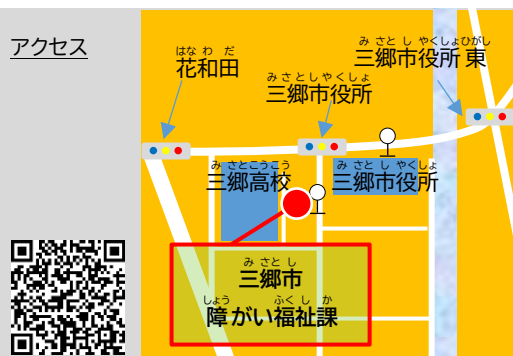 アクセス
はなわだ
花和田
みさとしやくしょひがし
三郷市役所 東
みさとしやくしょ
三郷市役所
みさとこうこう
三郷高校
みさとしやくしょ
三郷市役所
みさとし
三郷市
しょう ふくしか
障がい福祉課